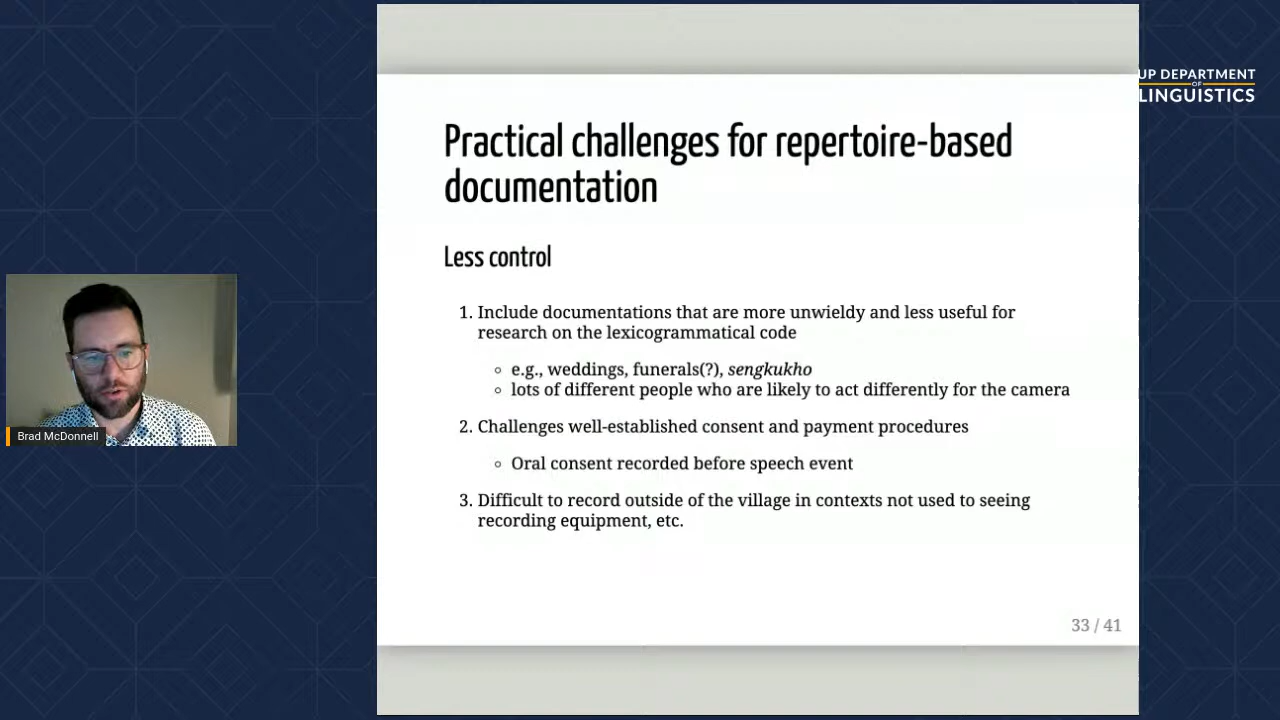 UP DEPARTMENT
OF
LINGUISTICS
Practical challenges for repertoire-based
documentation
Less control
1. Include documentations that are more unwieldy and less useful for
research on the lexicogrammatical code
◦ e.g., weddings, funerals(?), sengkukho
◦ lots of different people who are likely to act differently for the camera
2. Challenges well-established consent and payment procedures
◦ Oral consent recorded before speech event
3. Difficult to record outside of the village in contexts not used to seeing
recording equipment, etc.
33 / 41
Brad McDonnell